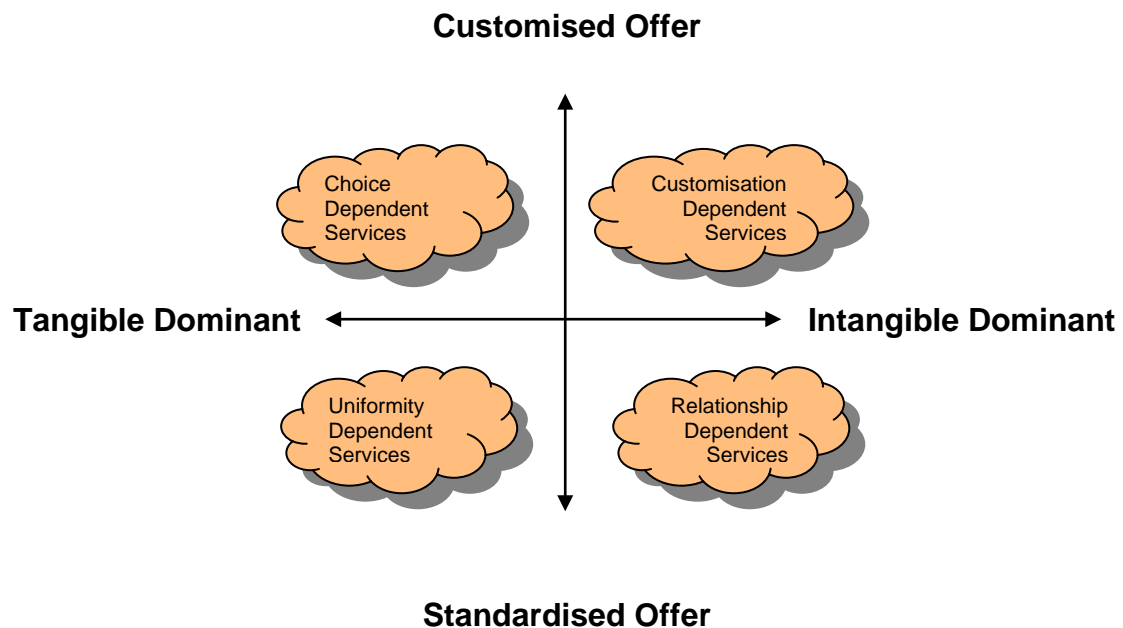 Customised Offer
Choice
Dependent
Services
Customisation
Dependent
Services
Tangible Dominant
Intangible Dominant
Uniformity
Dependent
Services
Relationship
Dependent
Services
Standardised Offer